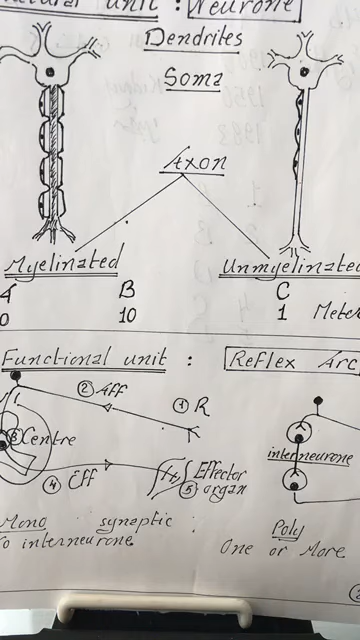 unit : Neurone
Dendrites
Soma
Axon
Myelinated
Unmyelinated
A B C
0 10 1 Meter
Functional unit : Reflex Arc
② Aff
① R
③ Centre
④ Eff
Effector
⑤ organ
interneurone
Mono synaptic :
interneurone
Poly
One or More